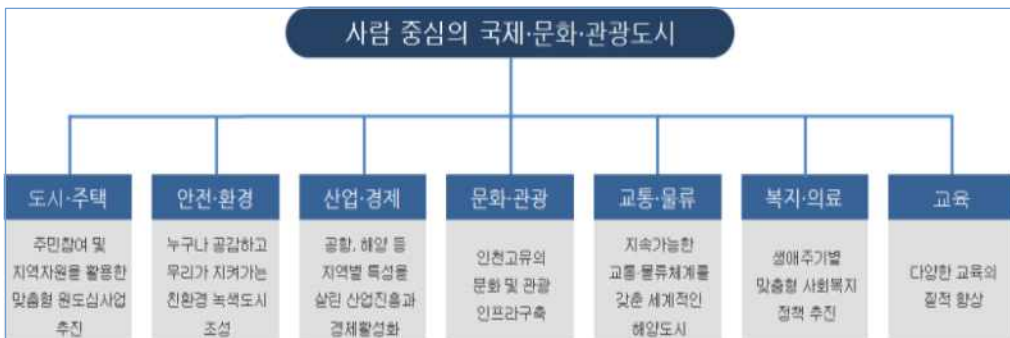 사람 중심의 국제·문화·관광도시
도시·주택
주민참여 및
지역자원을 활용한
맞춤형 원도심사업
추진
안전·환경
누구나 공감하고
우리가 지켜가는
친환경 녹색도시
조성
산업·경제
공항, 해양 등
지역별 특성을
살린 산업진흥과
경제활성화
문화·관광
인천고유의
문화 및 관광
인프라구축
교통·물류
지속가능한
교통·물류체계를
갖춘 세계적인
해양도시
복지·의료
생애주기별
맞춤형 사회복지
정책 추진
교육
다양한 교육의
질적 향상